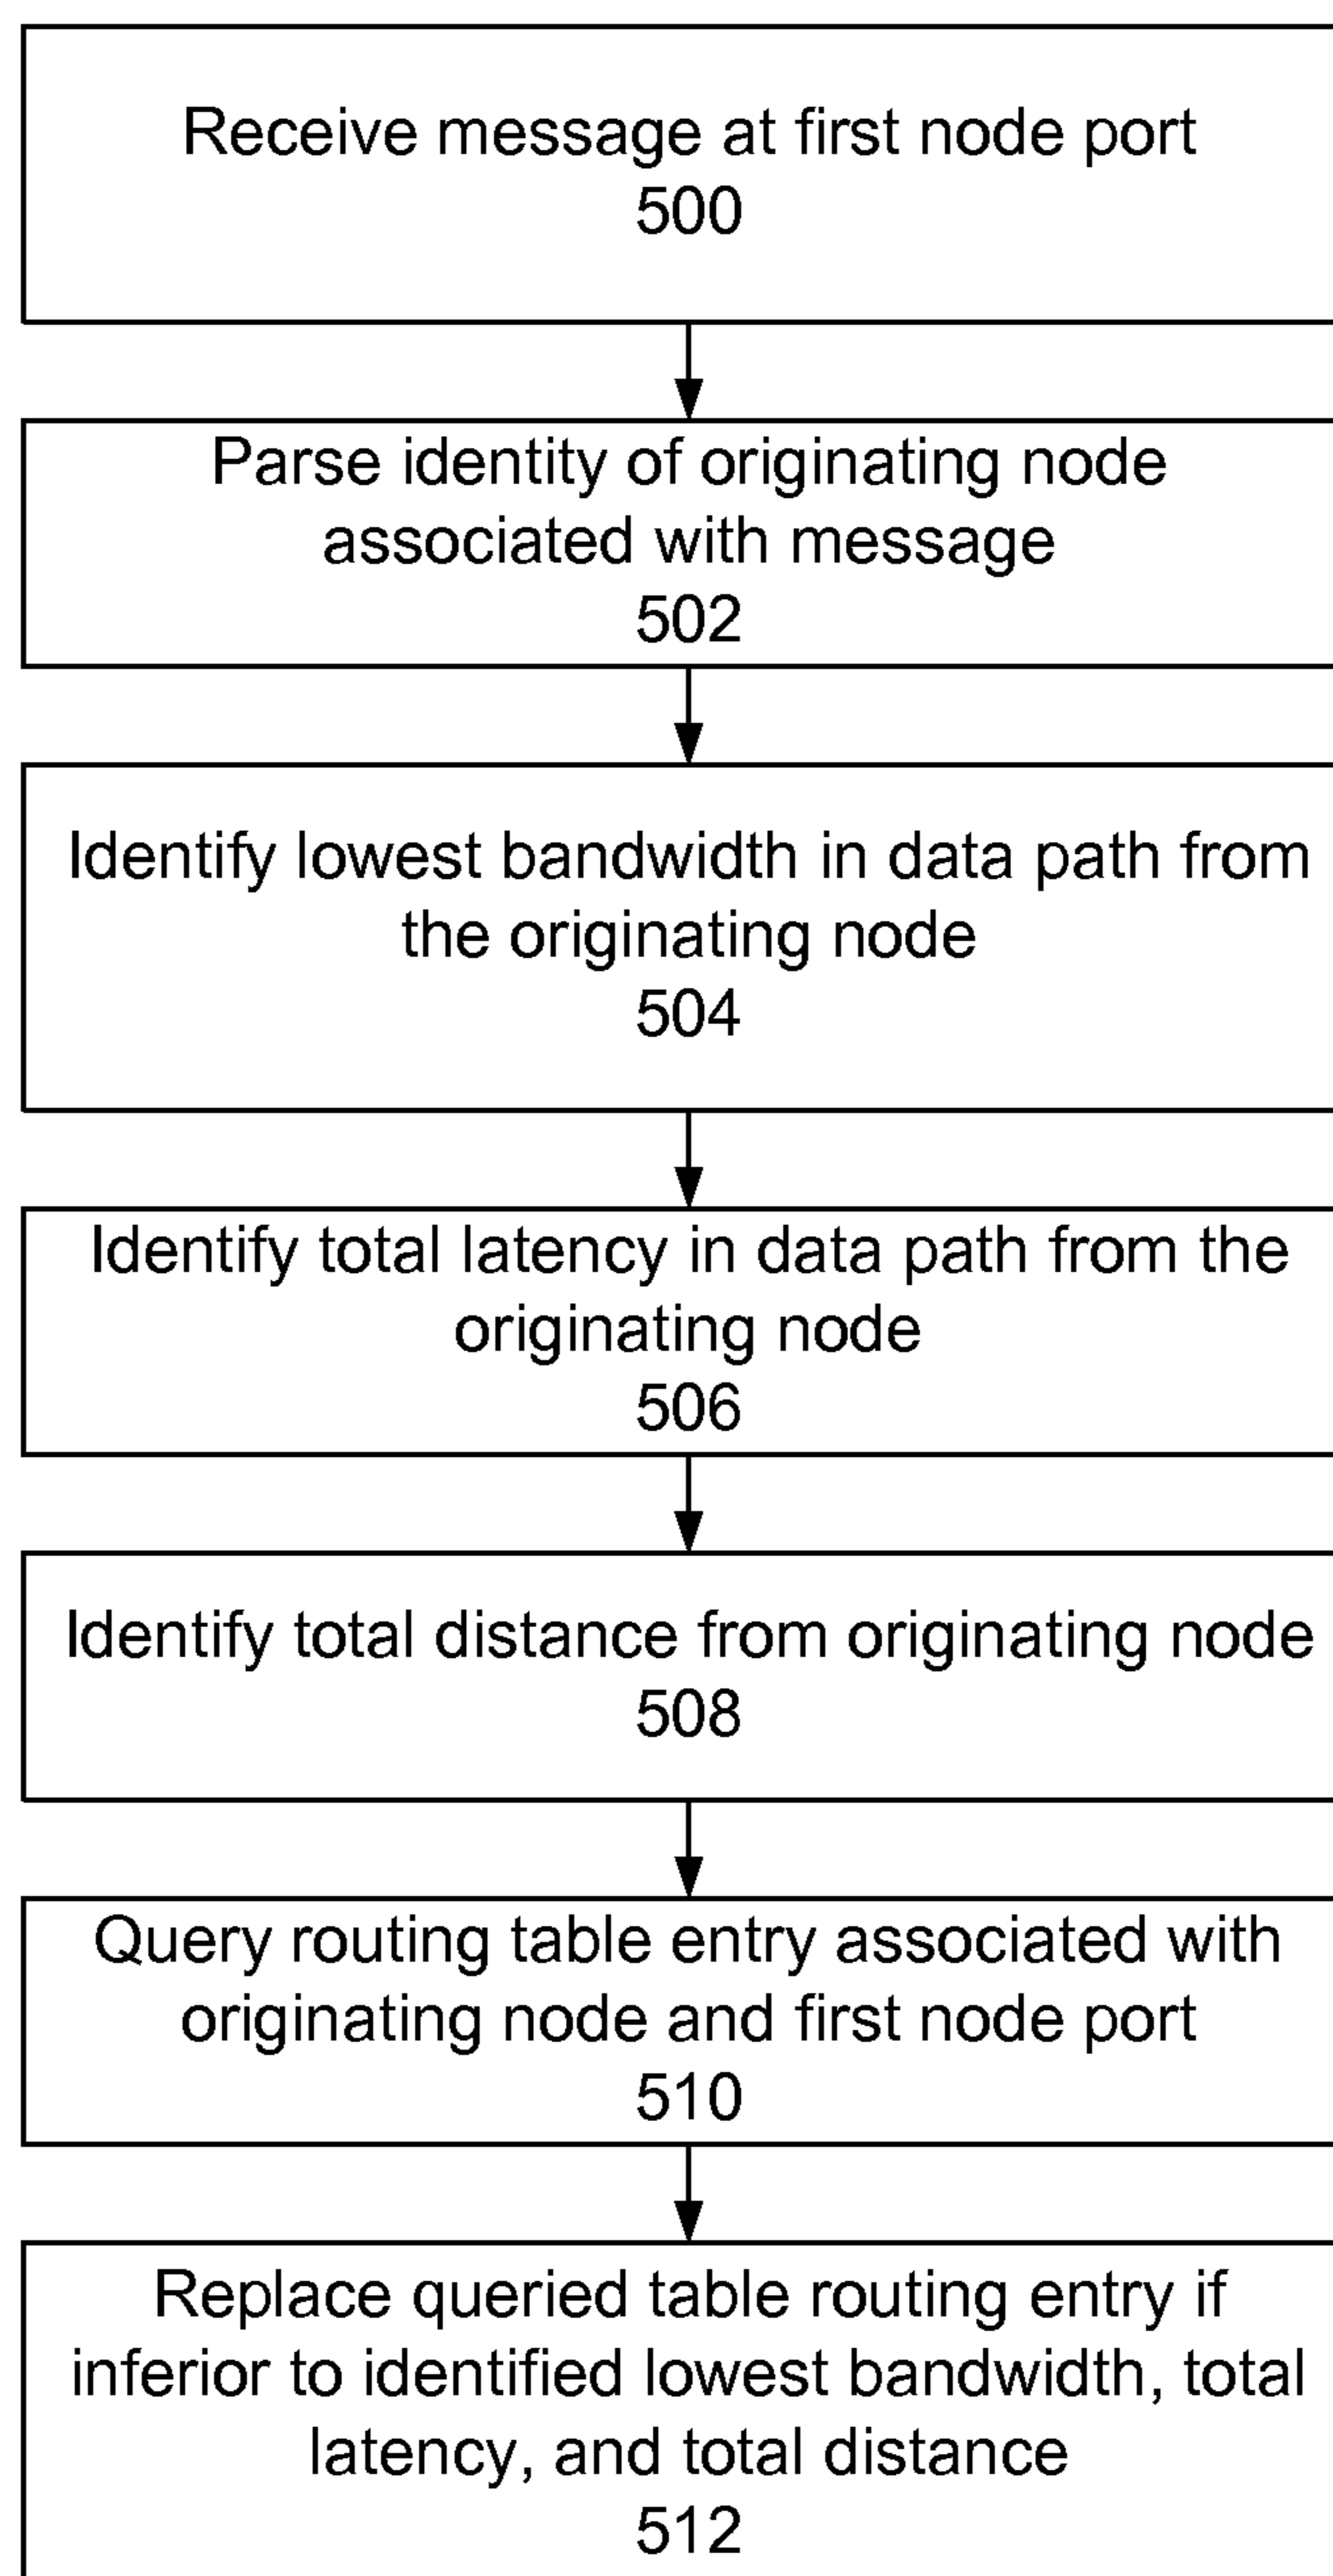 Receive message at first node port
500
Parse identity of originating node
associated with message
502
Identify lowest bandwidth in data path from
the originating node
504
Identify total latency in data path from the
originating node
506
Identify total distance from originating node
508
Query routing table entry associated with
originating node and first node port
510
Replace queried table routing entry if
inferior to identified lowest bandwidth, total
latency, and total distance
512